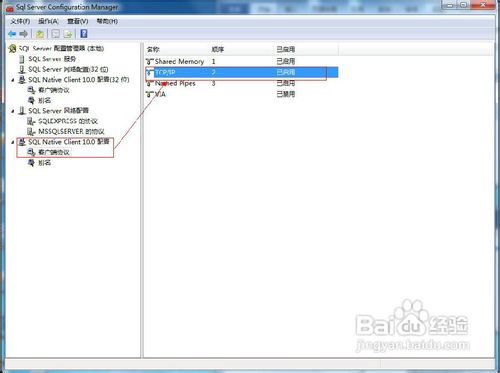 Sql Server Configuration Manager
文件(F) 操作(A) 查看(V) 帮助(H)
SQL Server 配置管理器 (本地)
SQL Server 服务
SQL Server 网络配置(32 位)
SQL Native Client 10.0 配置(32 位)
客户端协议
别名
SQL Server 网络配置
SQLEXPRESS 的协议
MSSQLSERVER 的协议
SQL Native Client 10.0 配置
客户端协议
别名
名称 顺序 已启用
Shared Memory 1 已启用
TCP/IP 2 已启用
Named Pipes 3 已启用
VIA 已禁用
Baidu 经验
jingyan.baidu.com